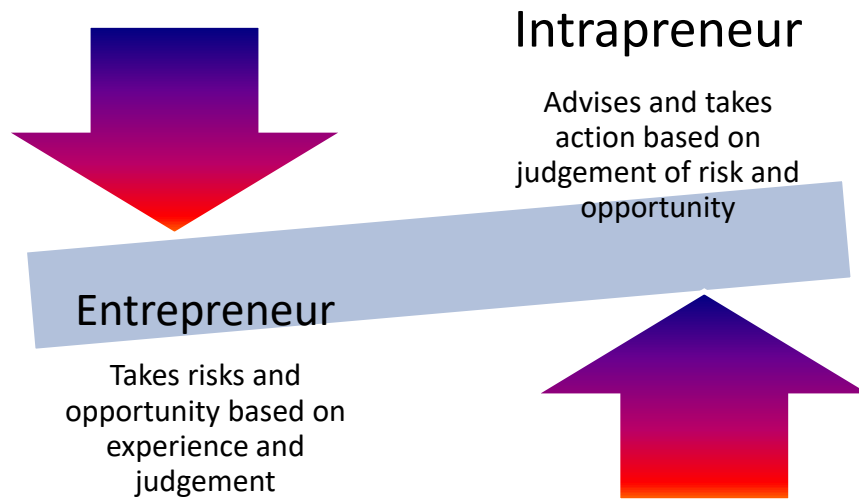 Intrapreneur
Advises and takes
action based on
judgement of risk and
opportunity
Entrepreneur
Takes risks and
opportunity based on
experience and
judgement